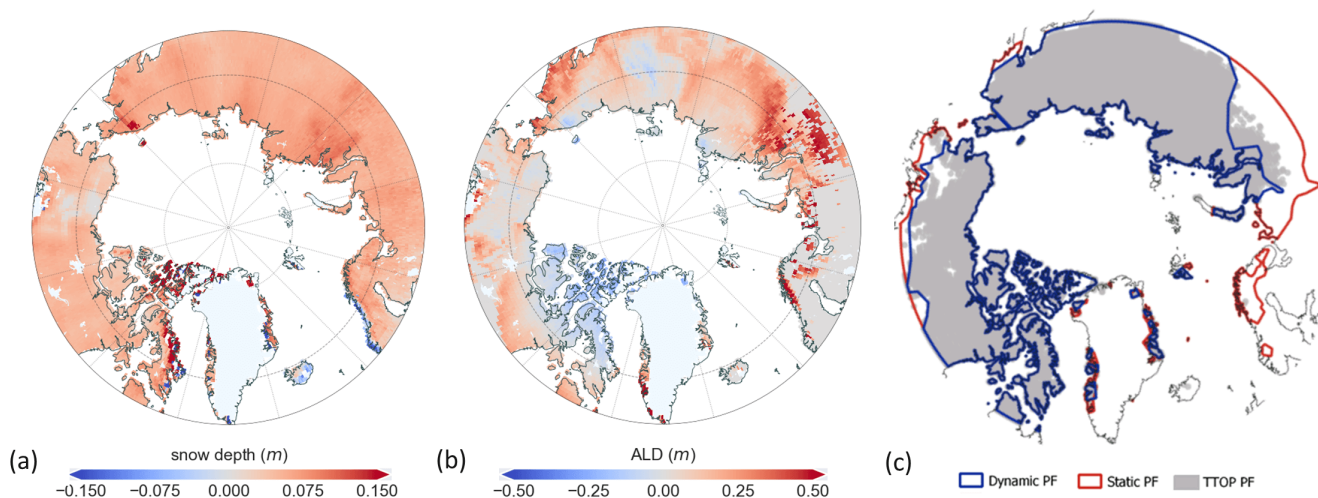 (a)
snow depth (m)
−0.150 −0.075 0.000 0.075 0.150
(b)
ALD (m)
−0.50 −0.25 0.00 0.25 0.50
(c)
Dynamic PF Static PF TTOP PF